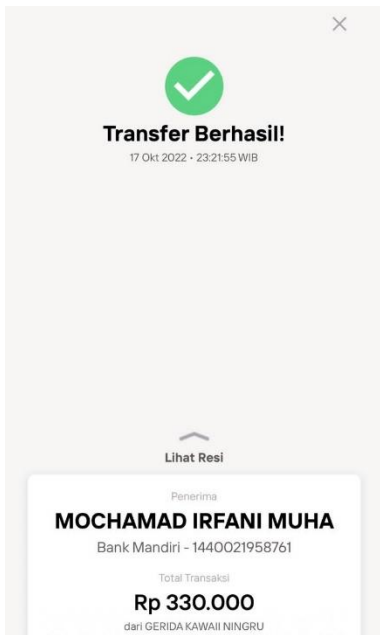 Transfer Berhasil!
17 Okt 2022 • 23:21:55 WIB
Lihat Resi
Penerima
MOCHAMAD IRFANI MUHA
Bank Mandiri - 1440021958761
Total Transaksi
Rp 330.000
dari GERIDA KAWAII NINGRU